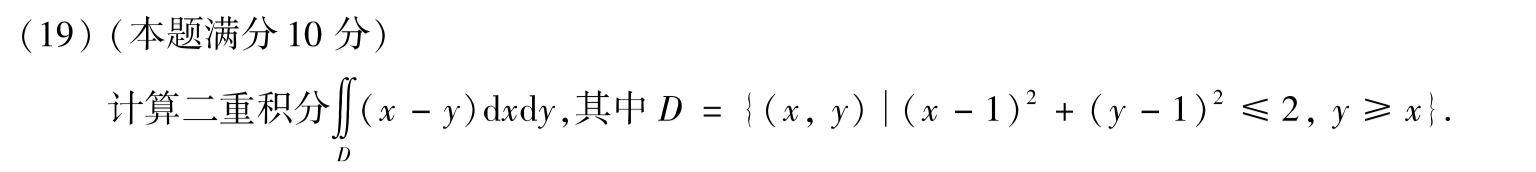 (19)(本题满分 10 分)
计算二重积分∬_D(x - y)dxdy,其中 D = {(x, y) | (x - 1)² + (y - 1)² ≤ 2, y ≥ x}.